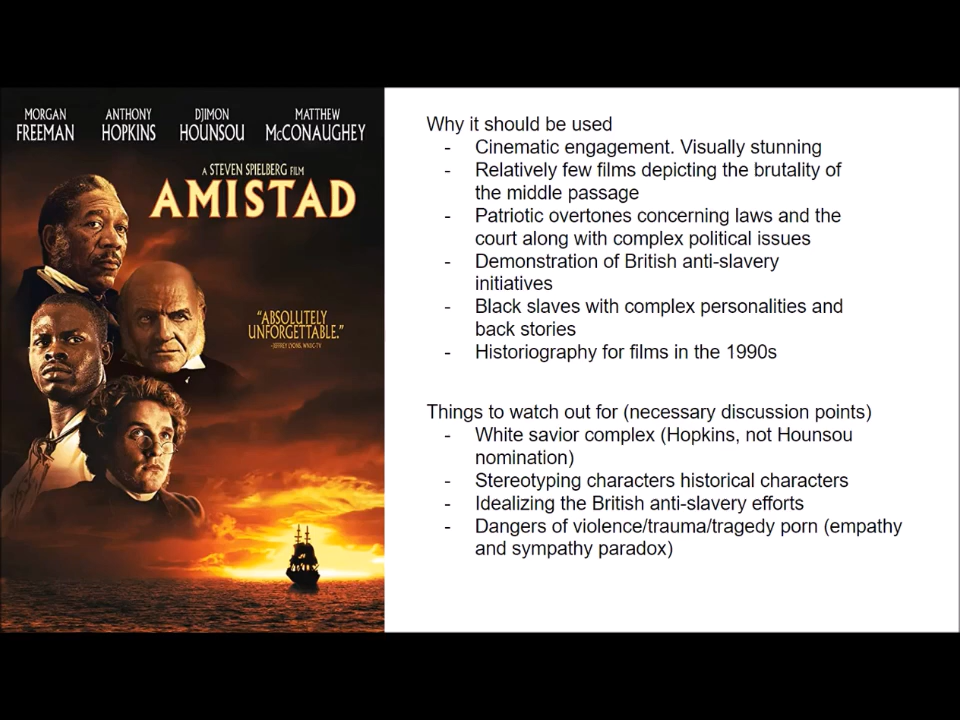 MORGAN FREEMAN
ANTHONY HOPKINS
DJIMON HOUNSOU
MATTHEW McCONAUGHEY
A STEVEN SPIELBERG FILM
AMISTAD
"ABSOLUTELY
UNFORGETTABLE."
–JEFFREY LYONS, WNBC-TV
Why it should be used
- Cinematic engagement. Visually stunning
- Relatively few films depicting the brutality of
the middle passage
- Patriotic overtones concerning laws and the
court along with complex political issues
- Demonstration of British anti-slavery
initiatives
- Black slaves with complex personalities and
back stories
- Historiography for films in the 1990s
Things to watch out for (necessary discussion points)
- White savior complex (Hopkins, not Hounsou
nomination)
- Stereotyping characters historical characters
- Idealizing the British anti-slavery efforts
- Dangers of violence/trauma/tragedy porn (empathy
and sympathy paradox)